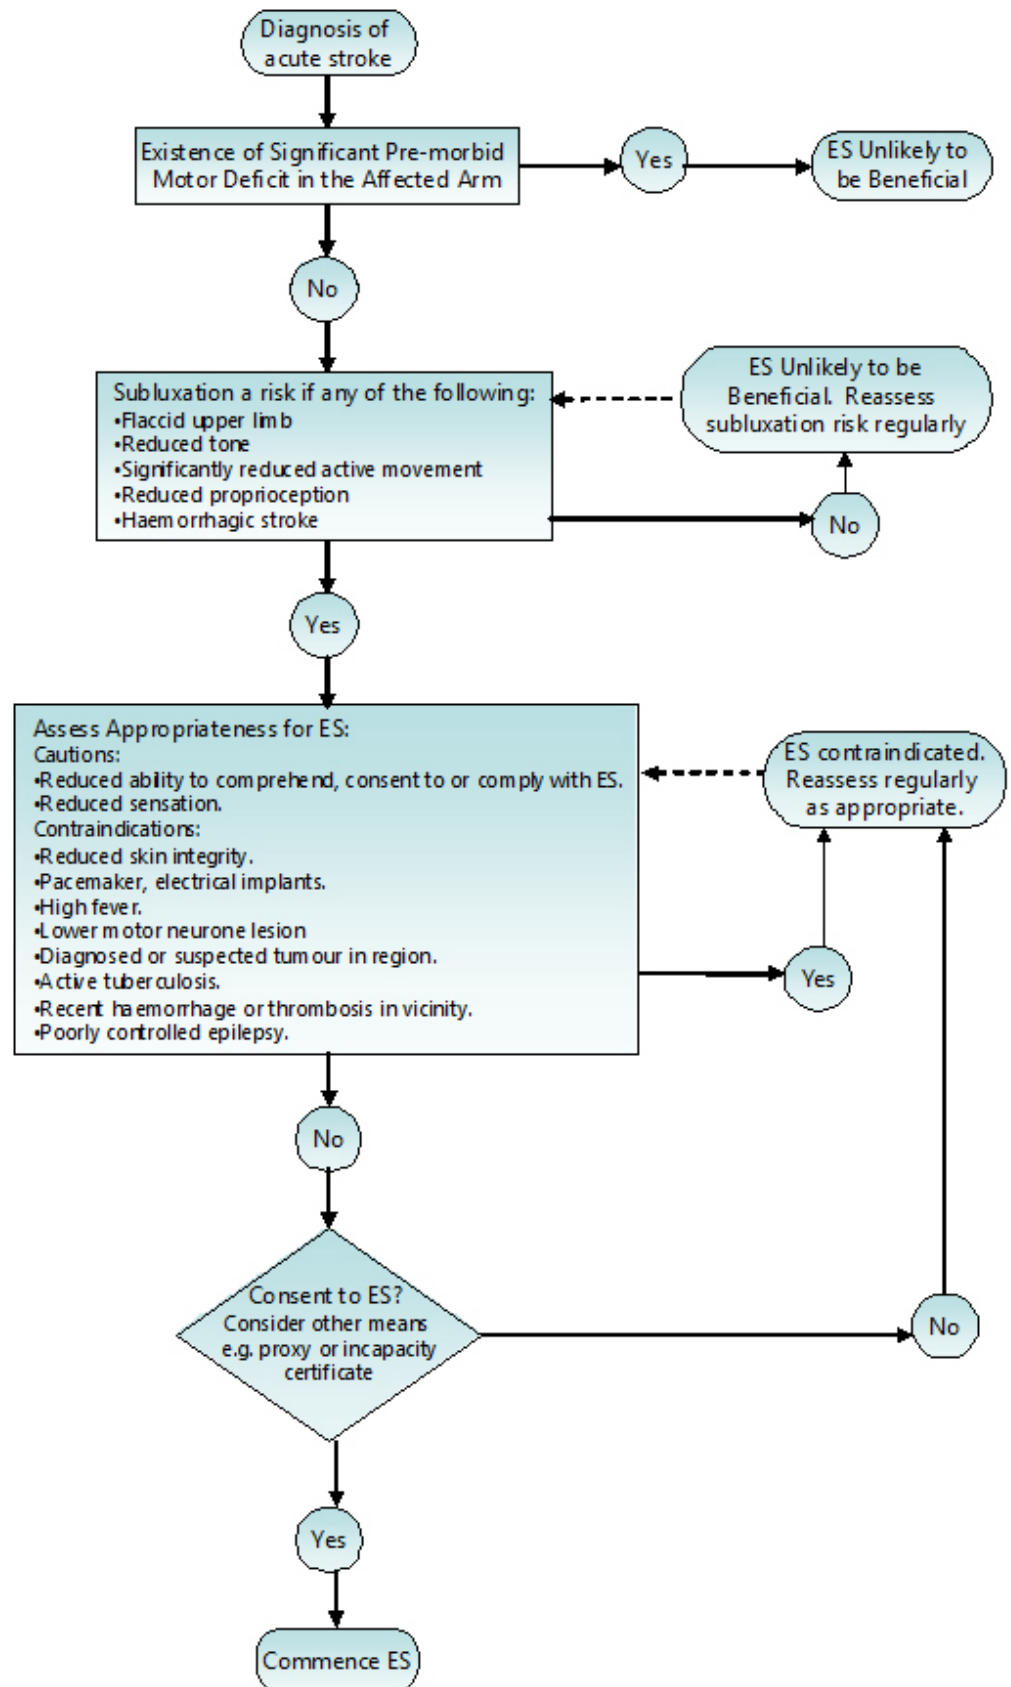 Diagnosis of
acute stroke
Existence of Significant Pre-morbid
Motor Deficit in the Affected Arm
Yes
ES Unlikely to
be Beneficial
No
Subluxation a risk if any of the following:
•Flaccid upper limb
•Reduced tone
•Significantly reduced active movement
•Reduced proprioception
•Haemorrhagic stroke
ES Unlikely to be
Beneficial. Reassess
subluxation risk regularly
No
Yes
Assess Appropriateness for ES:
Cautions:
•Reduced ability to comprehend, consent to or comply with ES.
•Reduced sensation.
Contraindications:
•Reduced skin integrity.
•Pacemaker, electrical implants.
•High fever.
•Lower motor neurone lesion
•Diagnosed or suspected tumour in region.
•Active tuberculosis.
•Recent haemorrhage or thrombosis in vicinity.
•Poorly controlled epilepsy.
ES contraindicated.
Reassess regularly
as appropriate.
Yes
No
Consent to ES?
Consider other means
e.g. proxy or incapacity
certificate
No
Yes
Commence ES